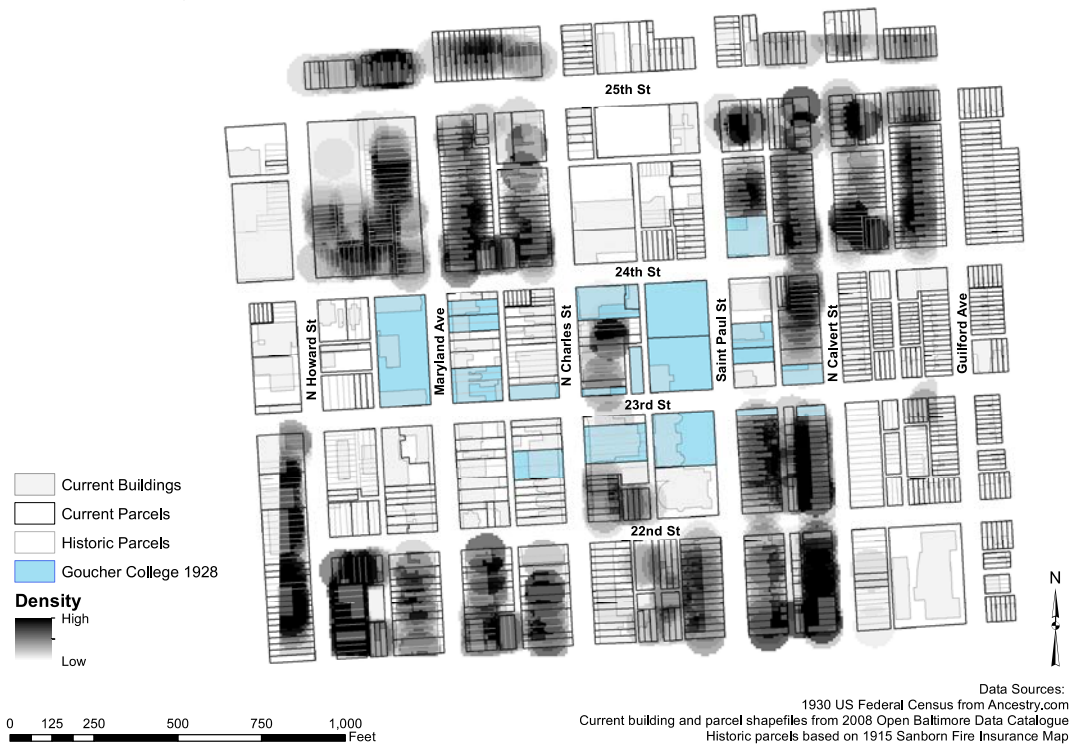 25th St
24th St
N Howard St
Maryland Ave
N Charles St
Saint Paul St
N Calvert St
Guilford Ave
23rd St
22nd St
Current Buildings
Current Parcels
Historic Parcels
Goucher College 1928
Density
High
Low
N
0 125 250 500 750 1,000
Feet
Data Sources:
1930 US Federal Census from Ancestry.com
Current building and parcel shapefiles from 2008 Open Baltimore Data Catalogue
Historic parcels based on 1915 Sanborn Fire Insurance Map